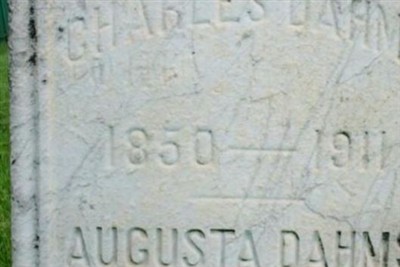 CHARLES DAHMS
1850 — 1911
AUGUSTA DAHMS